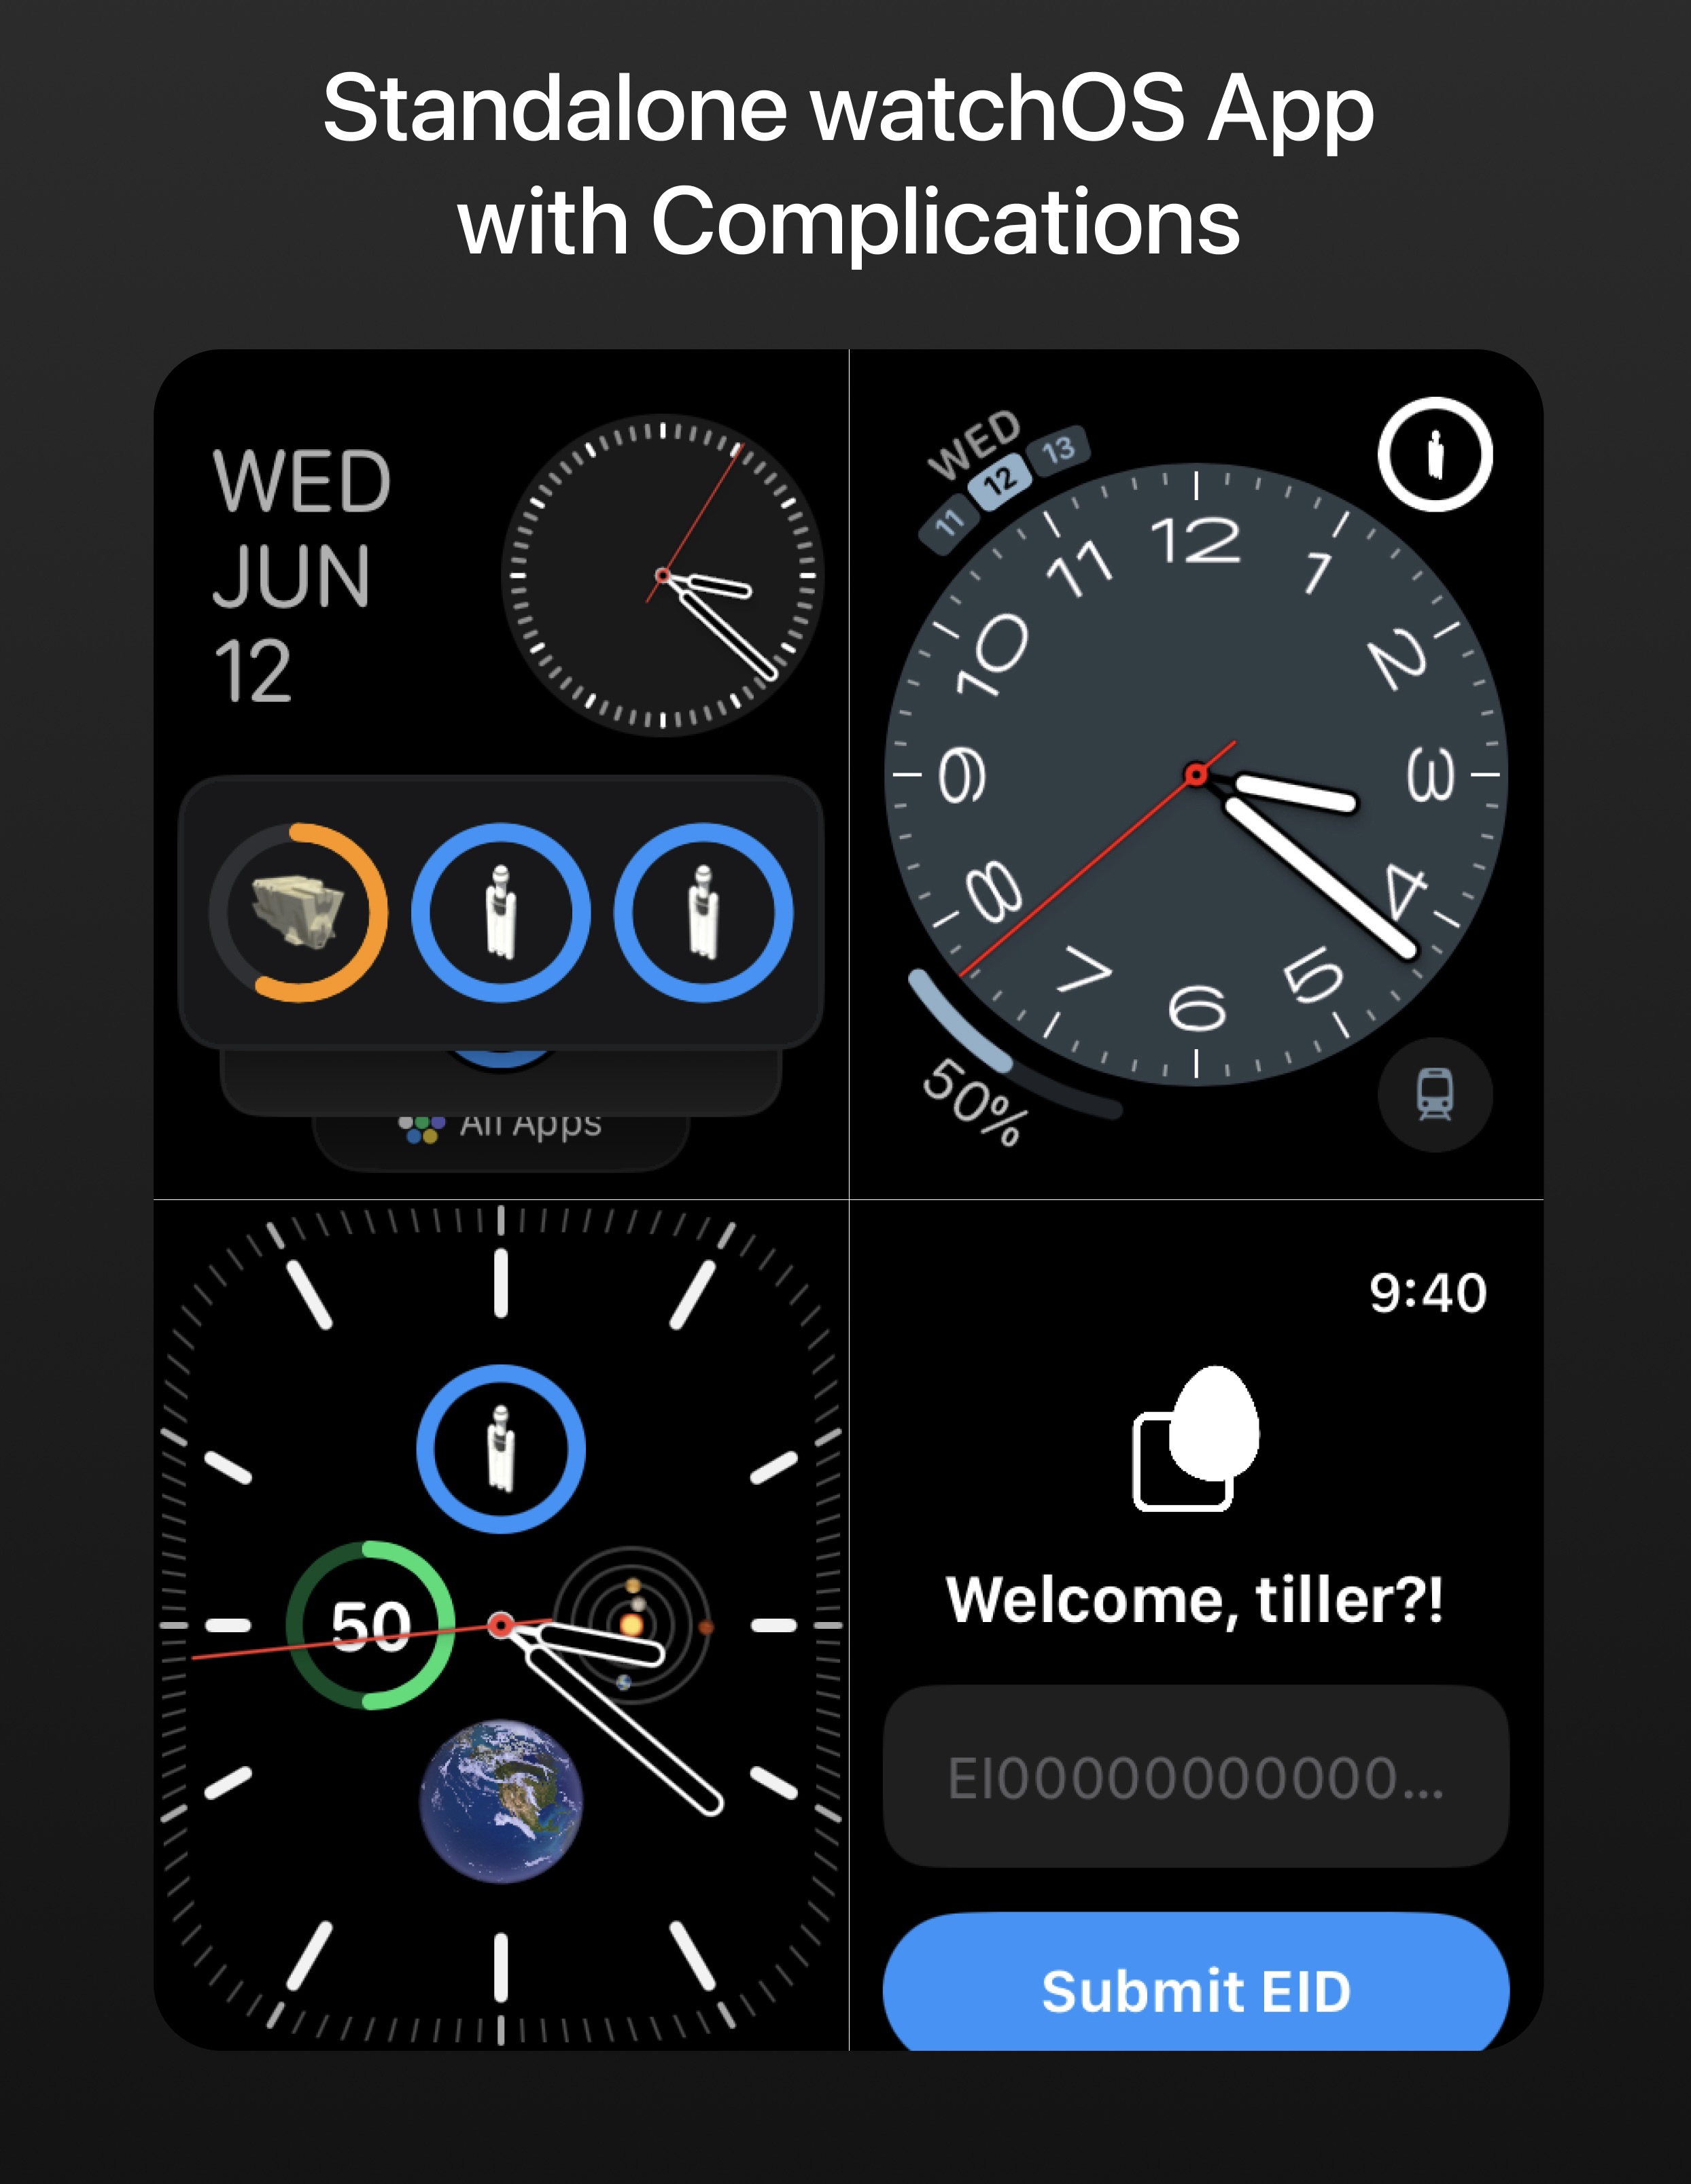 Standalone watchOS App
with Complications
WED
JUN
12
All Apps
WED
11 12 13
12
1
2
3
4
5
6
7
8
9
10
11
50%
50
9:40
Welcome, tiller?!
EI00000000000...
Submit EID